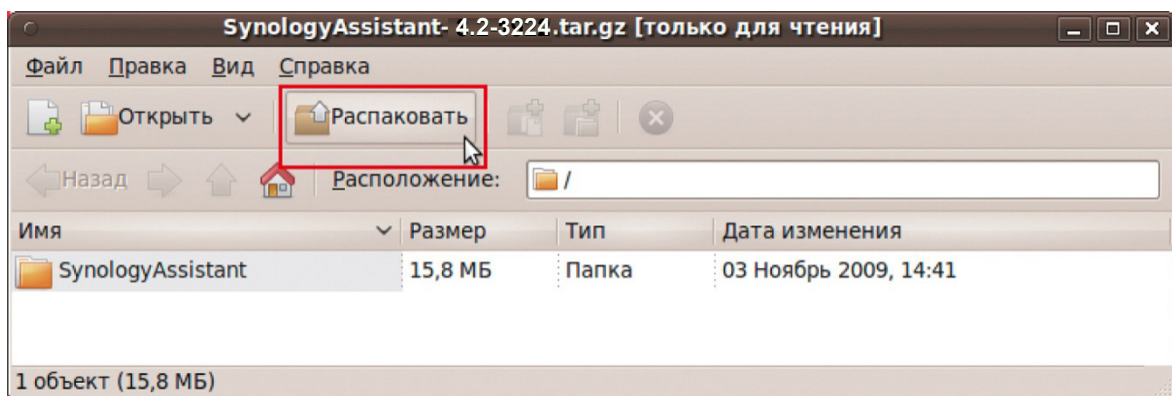 SynologyAssistant- 4.2-3224.tar.gz [только для чтения]
Файл Правка Вид Справка
Открыть Распаковать
Назад Расположение: /
Имя Размер Тип Дата изменения
SynologyAssistant 15,8 МБ Папка 03 Ноябрь 2009, 14:41
1 объект (15,8 МБ)